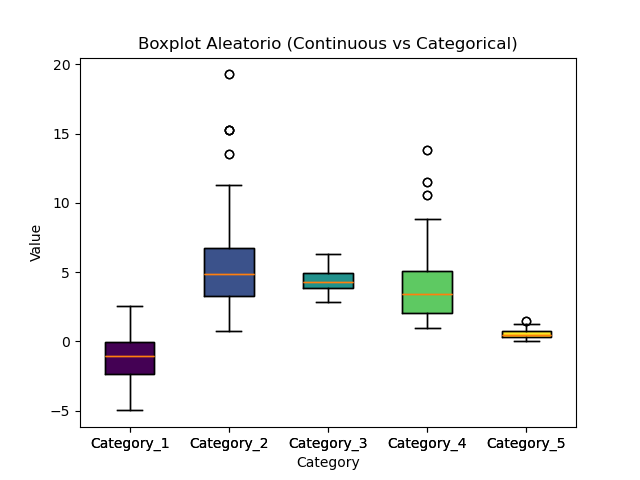 Boxplot Aleatorio (Continuous vs Categorical)
20
15
10
5
0
−5
Value
Category_1 Category_2 Category_3 Category_4 Category_5
Category